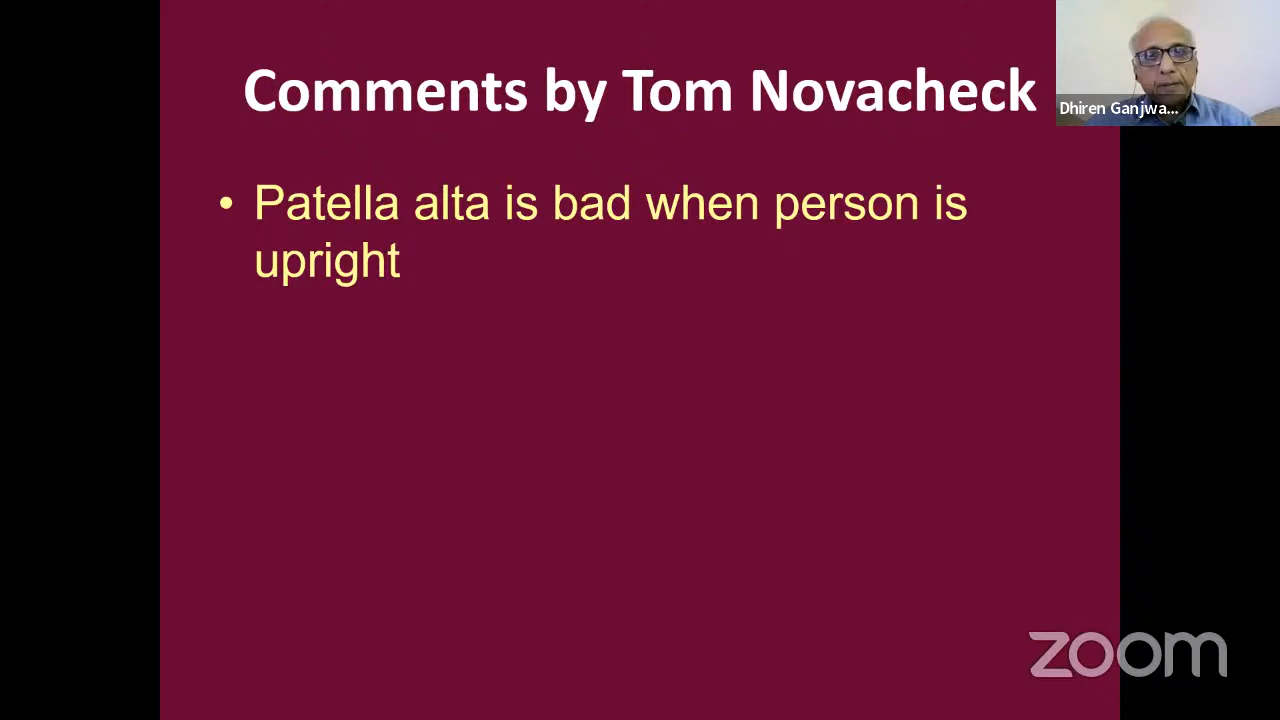 Comments by Tom Novacheck
Dhiren Ganjwa...
• Patella alta is bad when person is
upright
zoom